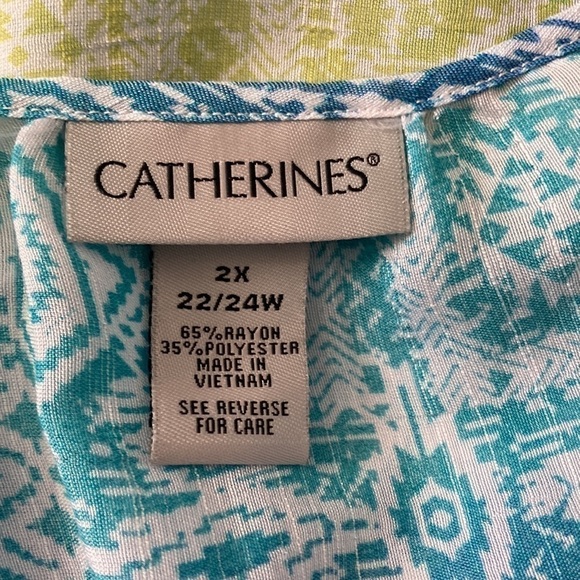 CATHERINES®
2X
22/24W
65%RAYON
35%POLYESTER
MADE IN
VIETNAM
SEE REVERSE
FOR CARE